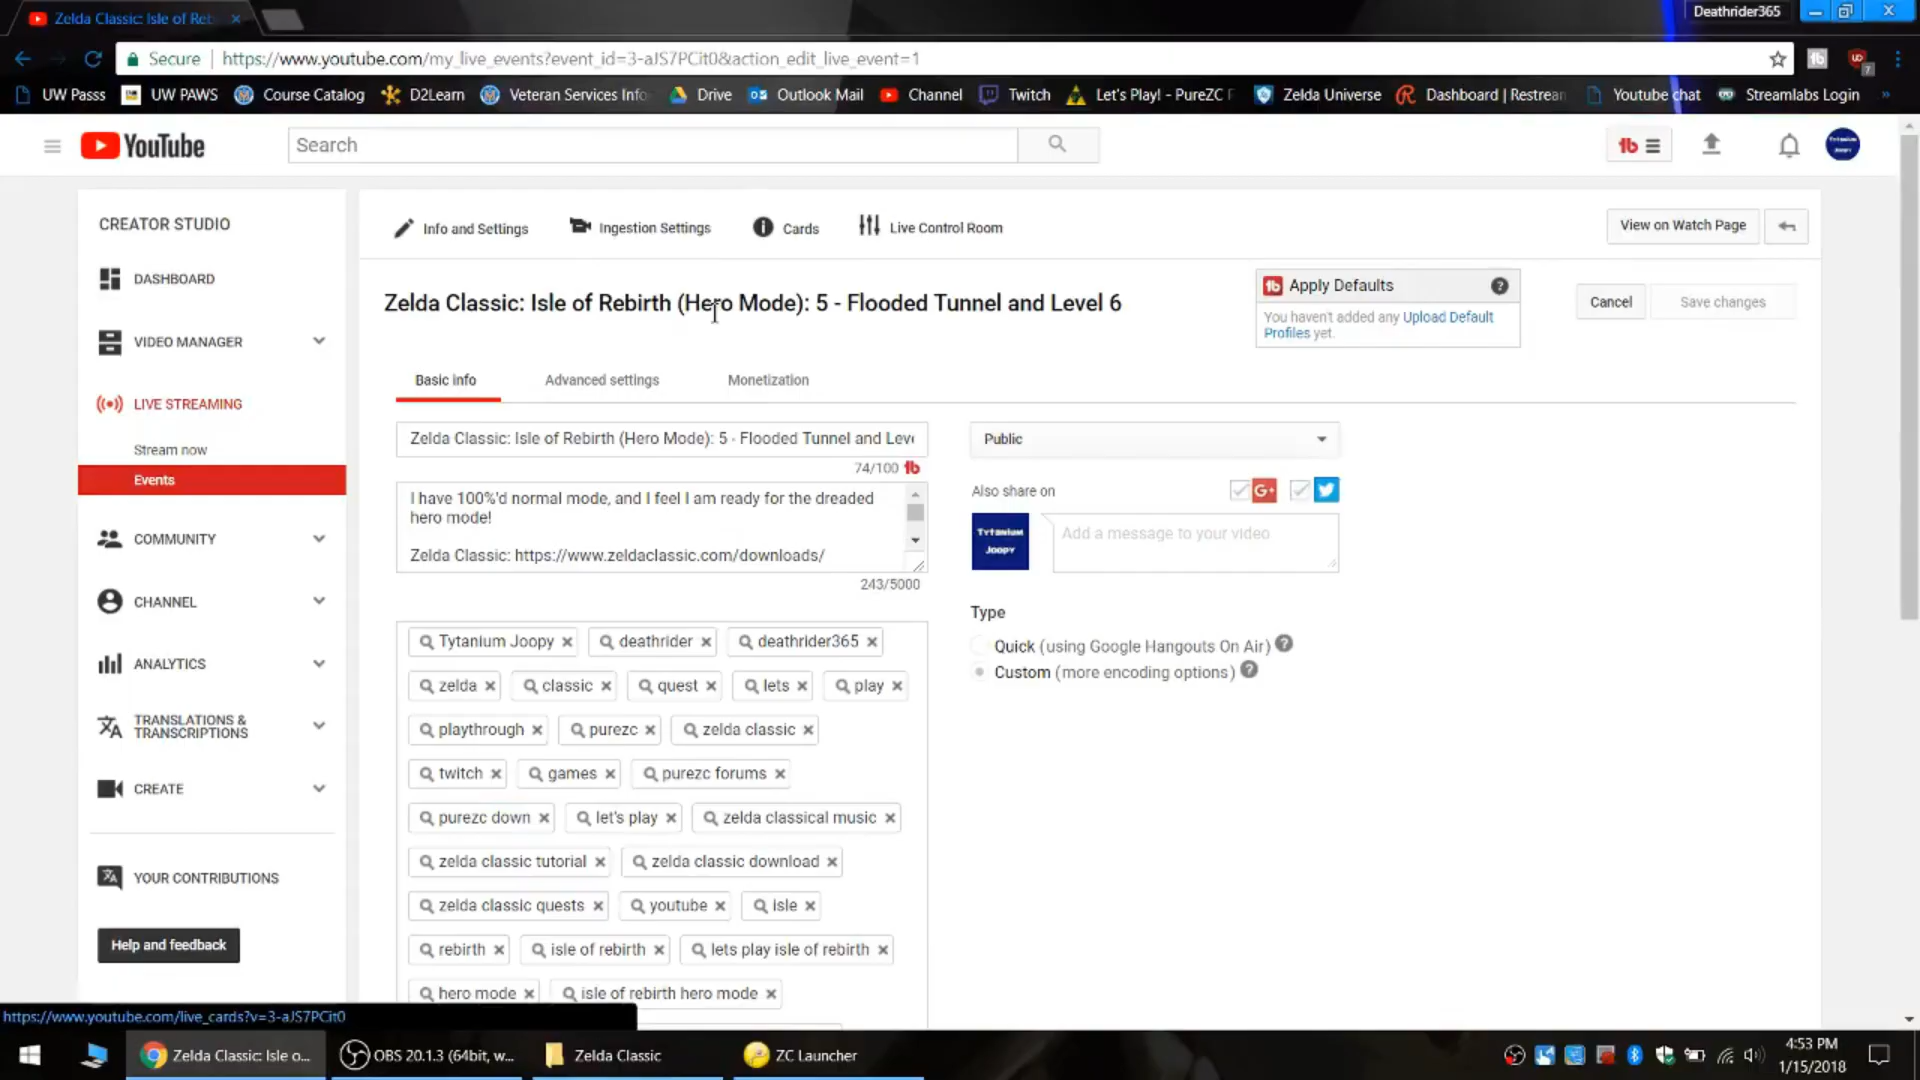 Zelda Classic: Isle of Reb
Deathrider365
Secure
https://www.youtube.com/my_live_events?event_id=3-aJS7PCit0&action_edit_live_event=1
UW Passs
UW PAWS
Course Catalog
D2Learn
Veteran Services Info
Drive
Outlook Mail
Channel
Twitch
Let's Play! - PureZC F
Zelda Universe
Dashboard | Restrean
Youtube chat
Streamlabs Login
»
YouTube
Search
CREATOR STUDIO
DASHBOARD
VIDEO MANAGER
LIVE STREAMING
Stream now
Events
COMMUNITY
CHANNEL
ANALYTICS
TRANSLATIONS &
TRANSCRIPTIONS
CREATE
YOUR CONTRIBUTIONS
Help and feedback
Info and Settings
Ingestion Settings
Cards
Live Control Room
View on Watch Page
Zelda Classic: Isle of Rebirth (Hero Mode): 5 - Flooded Tunnel and Level 6
Apply Defaults
You haven't added any Upload Default
Profiles yet.
Cancel
Save changes
Basic info
Advanced settings
Monetization
Zelda Classic: Isle of Rebirth (Hero Mode): 5 - Flooded Tunnel and Leve
74/100
I have 100%'d normal mode, and I feel I am ready for the dreaded
hero mode!
Zelda Classic: https://www.zeldaclassic.com/downloads/
243/5000
Public
Also share on
G+
Tytanium
Joopy
Add a message to your video
Type
Quick (using Google Hangouts On Air)
Custom (more encoding options)
Tytanium Joopy
deathrider
deathrider365
zelda
classic
quest
lets
play
playthrough
purezc
zelda classic
twitch
games
purezc forums
purezc down
let's play
zelda classical music
zelda classic tutorial
zelda classic download
zelda classic quests
youtube
isle
rebirth
isle of rebirth
lets play isle of rebirth
hero mode
isle of rebirth hero mode
https://www.youtube.com/live_cards?v=3-aJS7PCit0
Zelda Classic: Isle o...
OBS 20.1.3 (64bit, w...
Zelda Classic
ZC Launcher
4:53 PM
1/15/2018